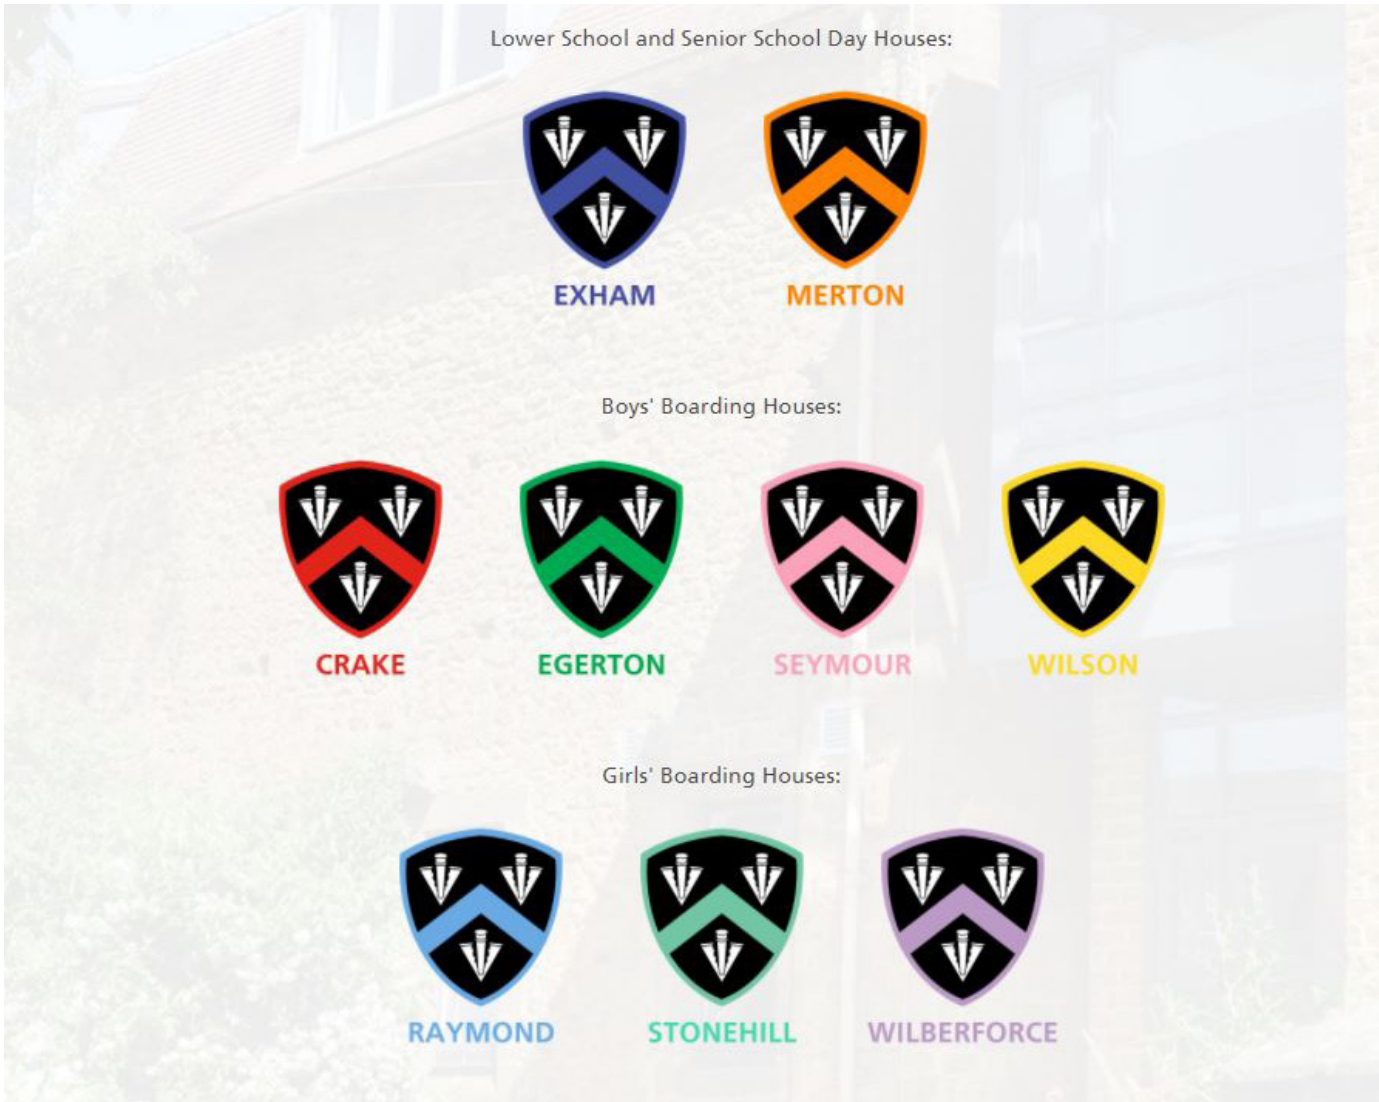 Lower School and Senior School Day Houses:
EXHAM MERTON
Boys' Boarding Houses:
CRAKE EGERTON SEYMOUR WILSON
Girls' Boarding Houses:
RAYMOND STONEHILL WILBERFORCE